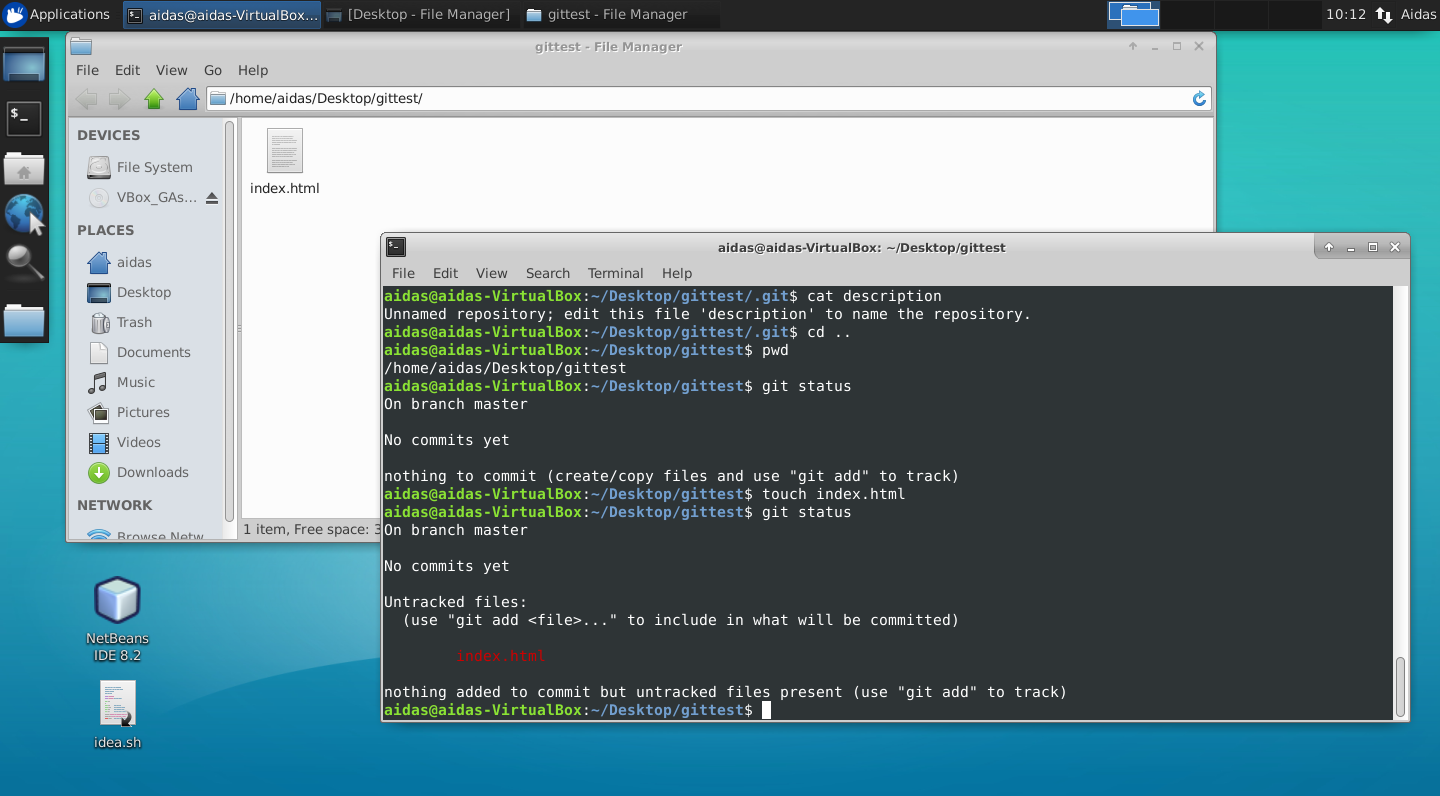 Applications aidas@aidas-VirtualBox... [Desktop - File Manager] gittest - File Manager 10:12 Aidas
gittest - File Manager
File Edit View Go Help
/home/aidas/Desktop/gittest/
DEVICES
File System
VBox_GAs...
PLACES
aidas
Desktop
Trash
Documents
Music
Pictures
Videos
Downloads
NETWORK
Browse Netw
index.html
1 item, Free space: 3
aidas@aidas-VirtualBox: ~/Desktop/gittest
File Edit View Search Terminal Help
aidas@aidas-VirtualBox:~/Desktop/gittest/.git$ cat description
Unnamed repository; edit this file 'description' to name the repository.
aidas@aidas-VirtualBox:~/Desktop/gittest/.git$ cd ..
aidas@aidas-VirtualBox:~/Desktop/gittest$ pwd
/home/aidas/Desktop/gittest
aidas@aidas-VirtualBox:~/Desktop/gittest$ git status
On branch master
No commits yet
nothing to commit (create/copy files and use "git add" to track)
aidas@aidas-VirtualBox:~/Desktop/gittest$ touch index.html
aidas@aidas-VirtualBox:~/Desktop/gittest$ git status
On branch master
No commits yet
Untracked files:
(use "git add <file>..." to include in what will be committed)
index.html
nothing added to commit but untracked files present (use "git add" to track)
aidas@aidas-VirtualBox:~/Desktop/gittest$
NetBeans
IDE 8.2
idea.sh